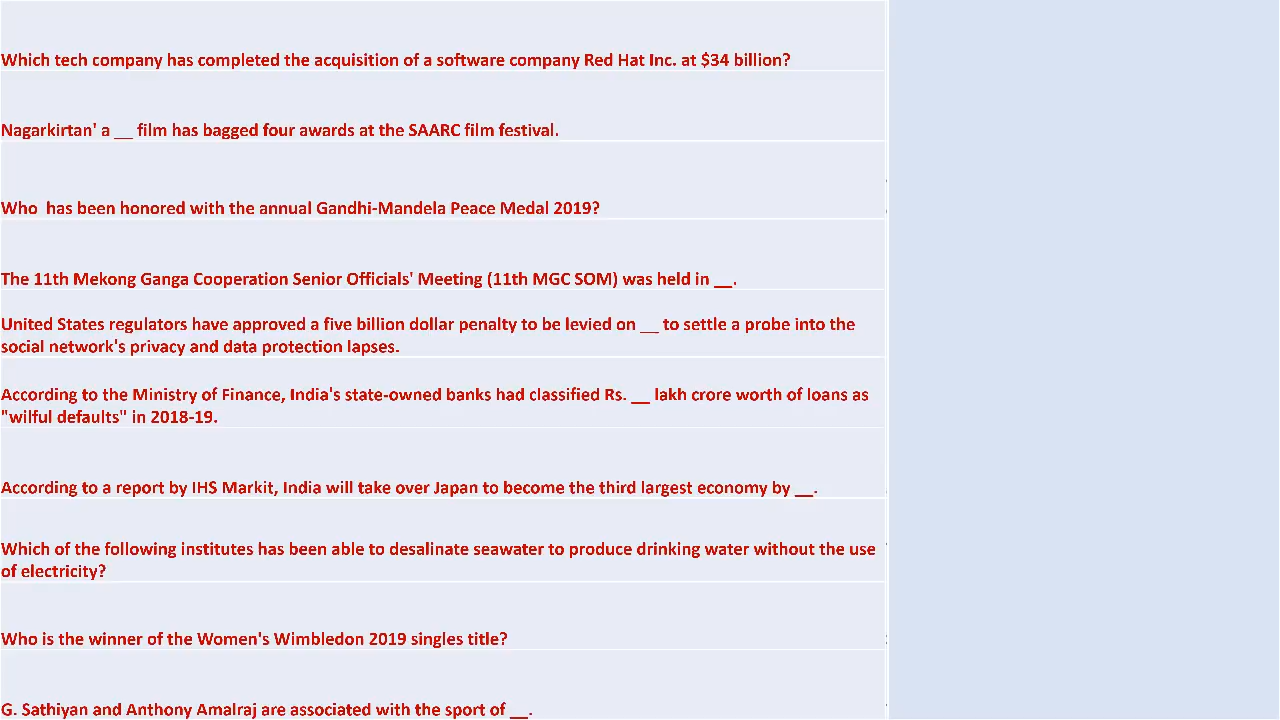 Which tech company has completed the acquisition of a software company Red Hat Inc. at $34 billion?
Nagarkirtan' a __ film has bagged four awards at the SAARC film festival.
Who  has been honored with the annual Gandhi-Mandela Peace Medal 2019?
The 11th Mekong Ganga Cooperation Senior Officials' Meeting (11th MGC SOM) was held in __.
United States regulators have approved a five billion dollar penalty to be levied on __ to settle a probe into the
social network's privacy and data protection lapses.
According to the Ministry of Finance, India's state-owned banks had classified Rs. __ lakh crore worth of loans as
"wilful defaults" in 2018-19.
According to a report by IHS Markit, India will take over Japan to become the third largest economy by __.
Which of the following institutes has been able to desalinate seawater to produce drinking water without the use
of electricity?
Who is the winner of the Women's Wimbledon 2019 singles title?
G. Sathiyan and Anthony Amalraj are associated with the sport of __.